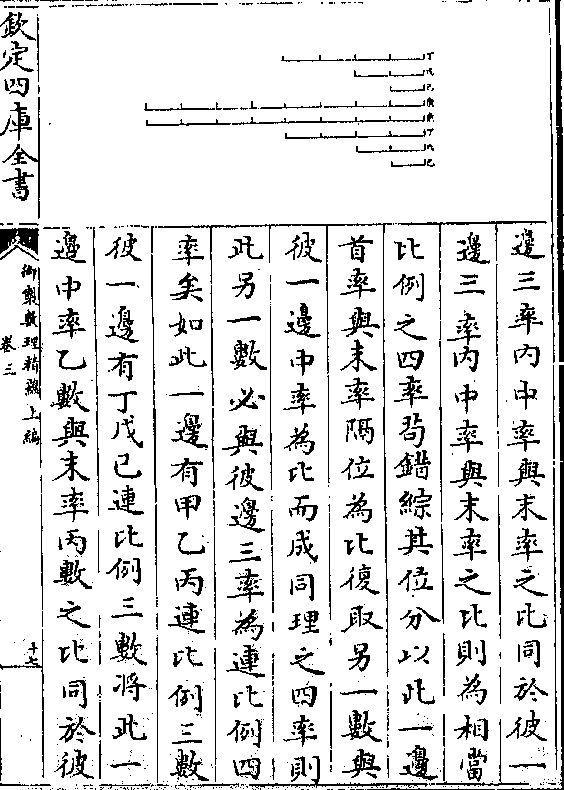 丁
戊
己
丁
戊
己
邊三率内中率與末率之比同於彼一
邊三率内中率與末率之比則為相當
比例之四率苟錯綜其位分以此一邊
首率與末率隔位為比復取另一數與
彼一邊中率為比而成同理之四率則
此另一數必與彼邊三率為連比例四
率矣如此一邊有甲乙丙連比例三數
彼一邊有丁戊己連比例三數將此一
邊中率乙數與末率丙數之比同於彼
欽定四庫全書
御製數理精藴上編
卷三
十七